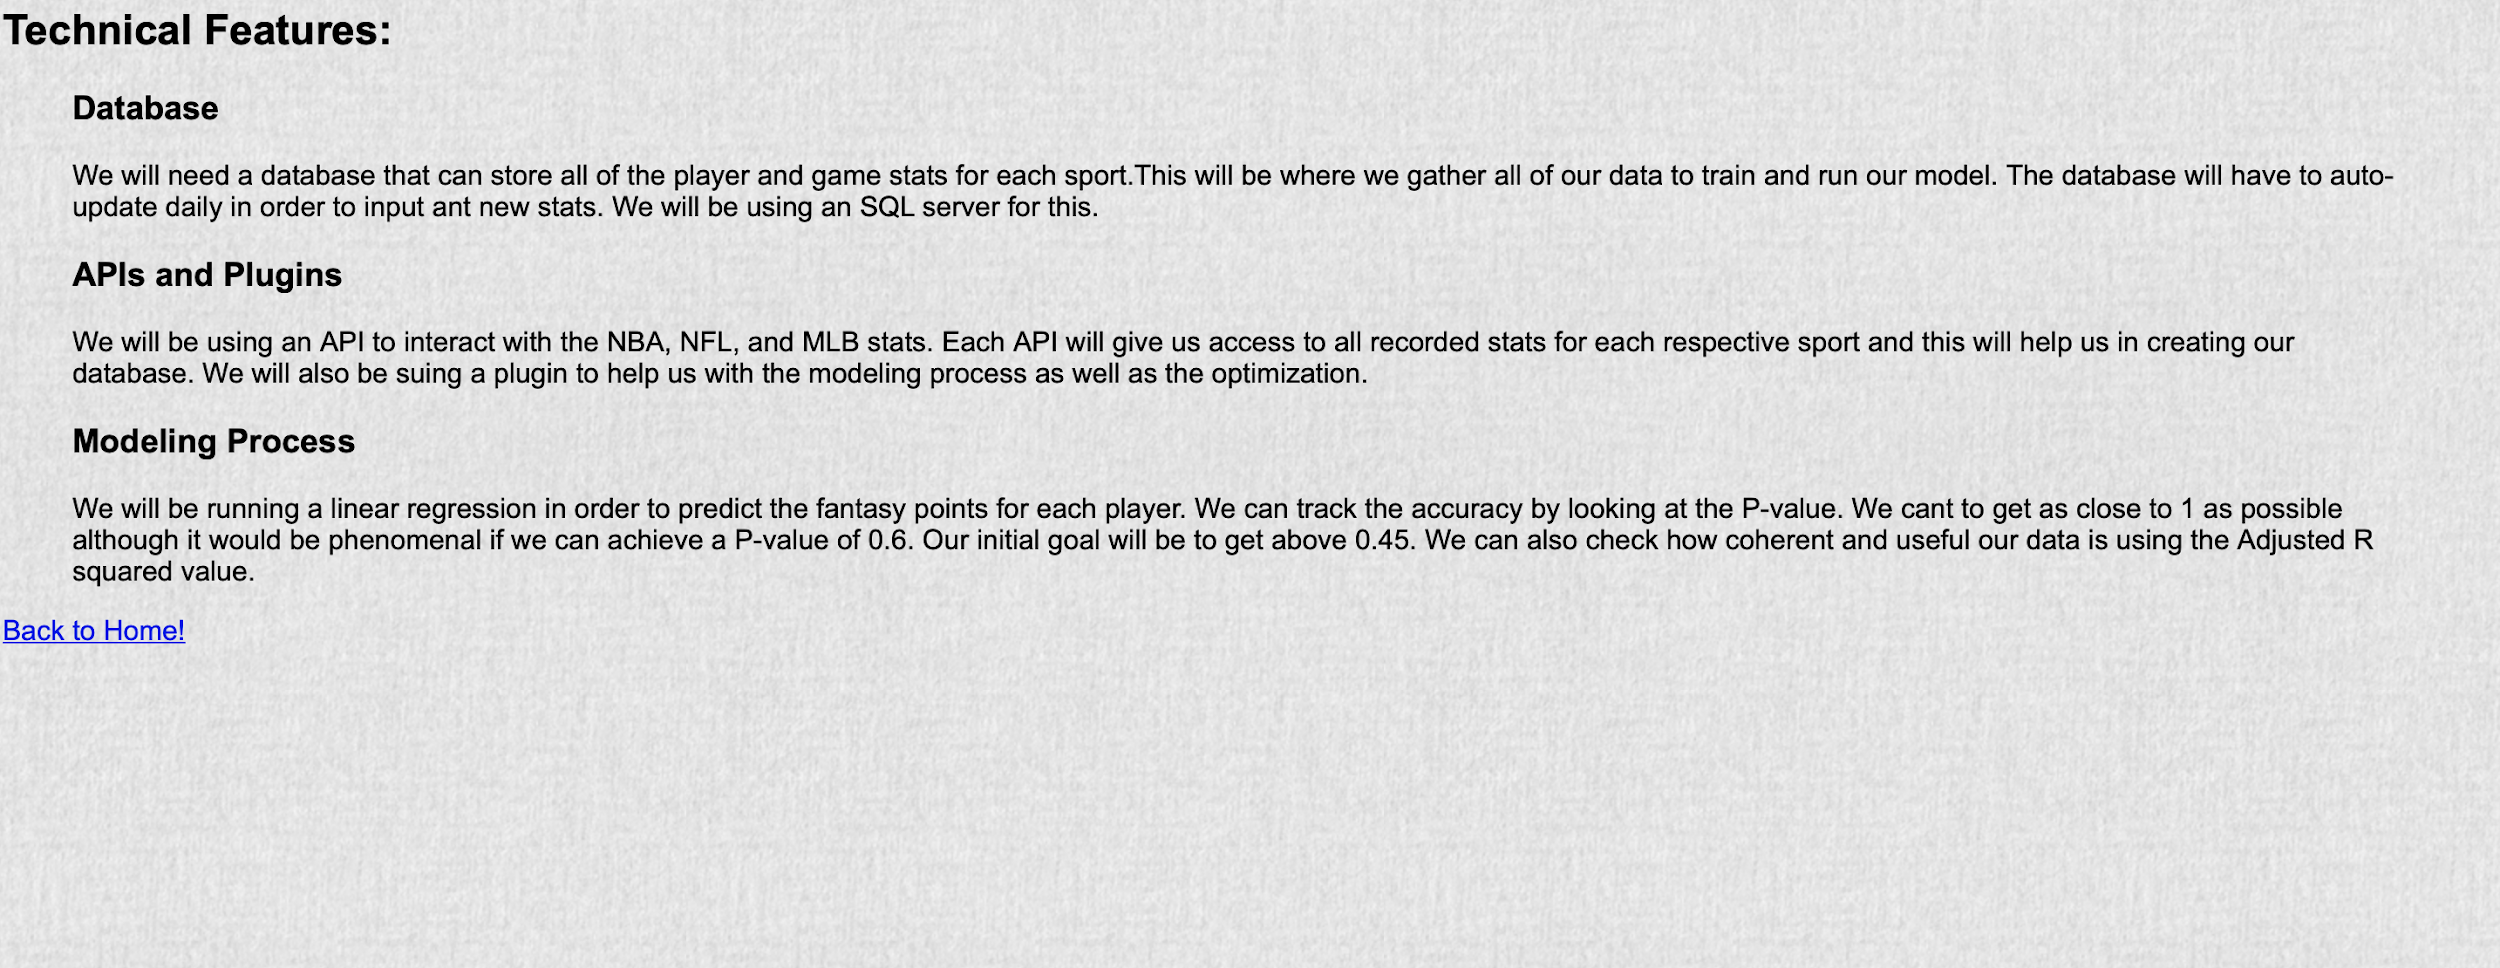 Technical Features:
Database
We will need a database that can store all of the player and game stats for each sport.This will be where we gather all of our data to train and run our model. The database will have to auto-
update daily in order to input ant new stats. We will be using an SQL server for this.
APIs and Plugins
We will be using an API to interact with the NBA, NFL, and MLB stats. Each API will give us access to all recorded stats for each respective sport and this will help us in creating our
database. We will also be suing a plugin to help us with the modeling process as well as the optimization.
Modeling Process
We will be running a linear regression in order to predict the fantasy points for each player. We can track the accuracy by looking at the P-value. We cant to get as close to 1 as possible
although it would be phenomenal if we can achieve a P-value of 0.6. Our initial goal will be to get above 0.45. We can also check how coherent and useful our data is using the Adjusted R
squared value.
Back to Home!